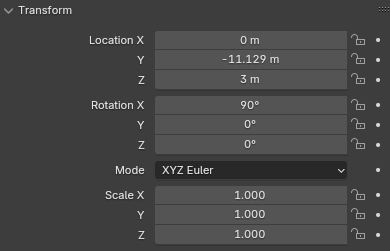 Transform
Location X 0 m
Y -11.129 m
Z 3 m
Rotation X 90°
Y 0°
Z 0°
Mode XYZ Euler
Scale X 1.000
Y 1.000
Z 1.000